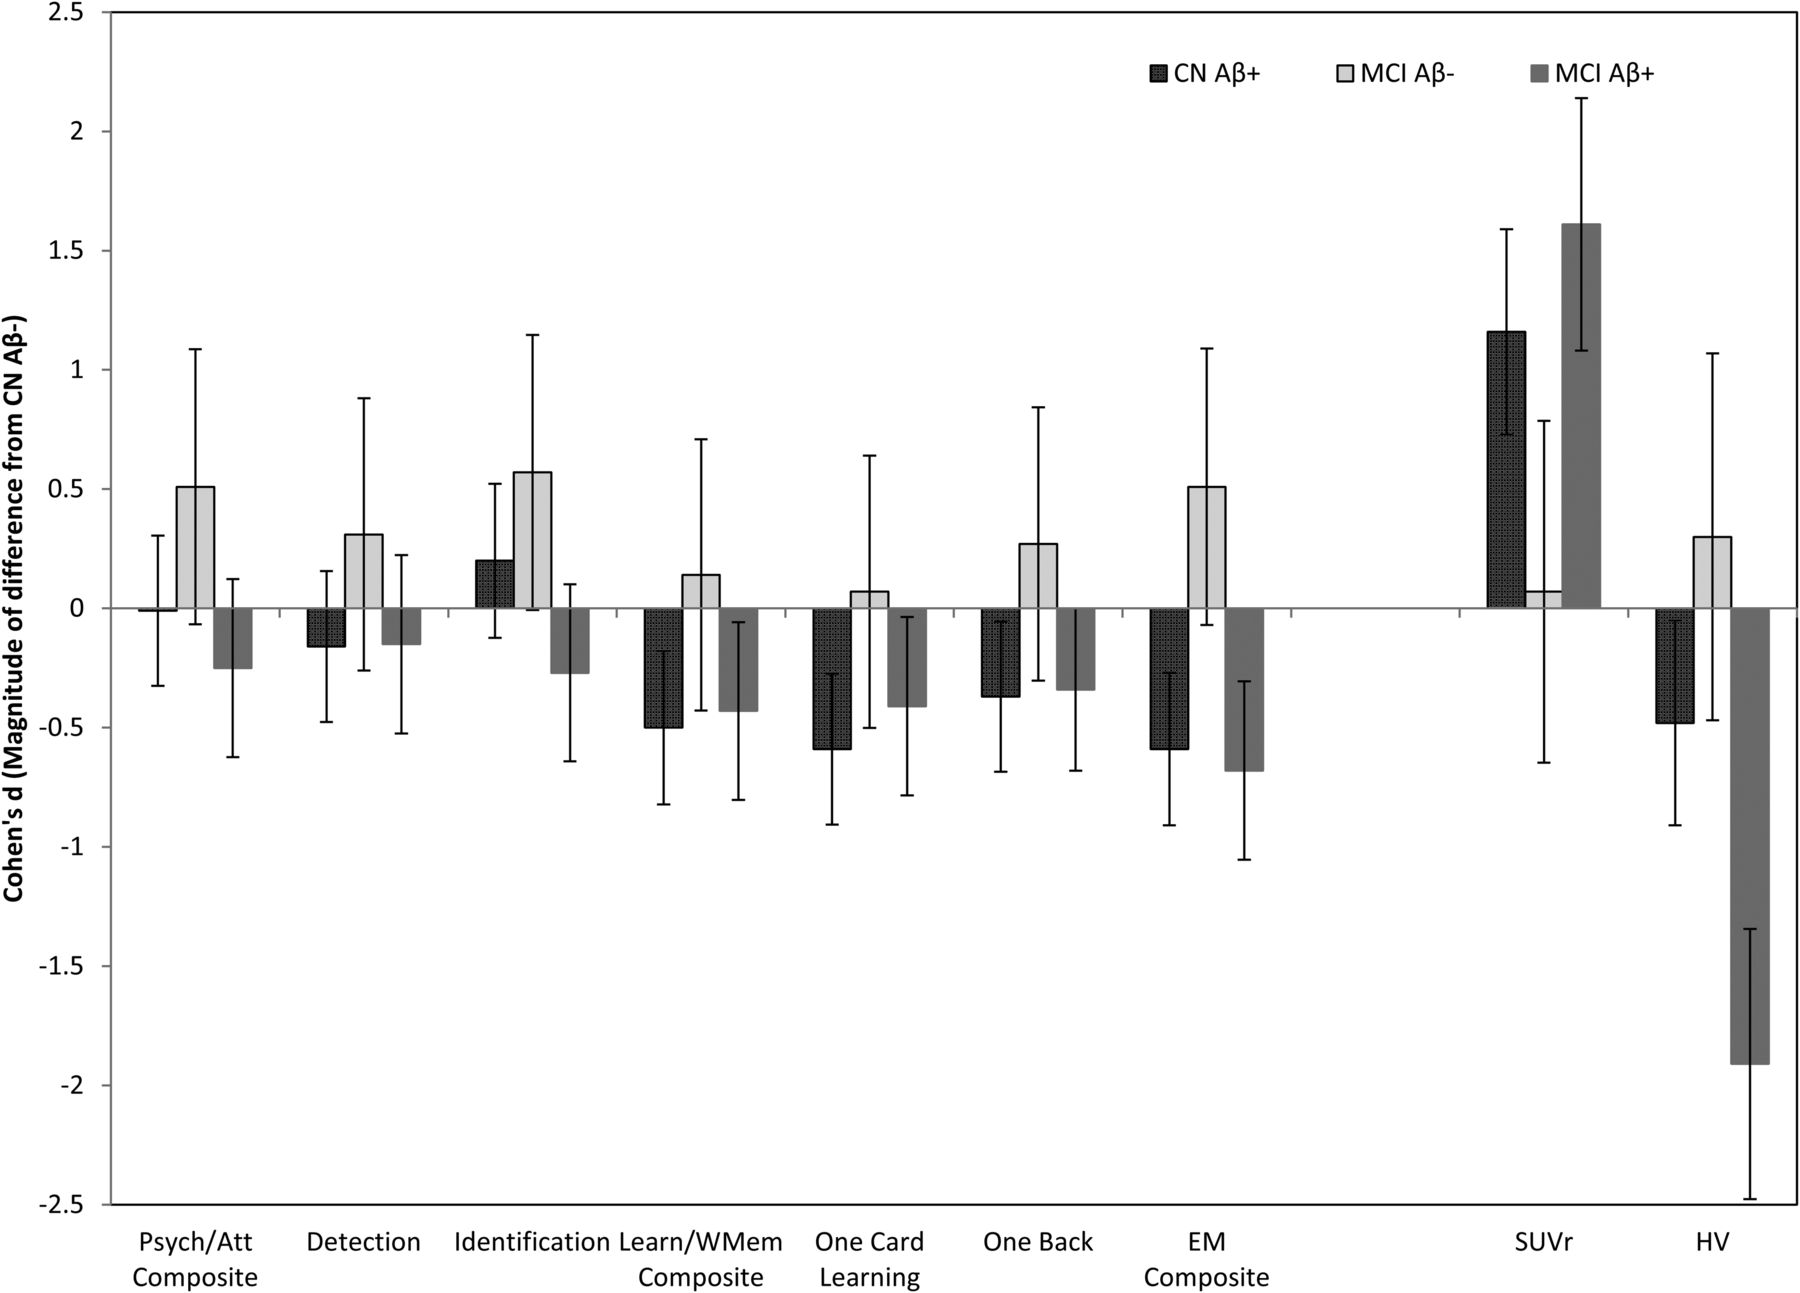 Cohen's d (Magnitude of difference from CN Aβ-)
2.5
2
1.5
1
0.5
0
-0.5
-1
-1.5
-2
-2.5
CN Aβ+ MCI Aβ- MCI Aβ+
Psych/Att Detection Identification Learn/WMem One Card One Back EM SUVr HV
Composite Composite Learning Composite